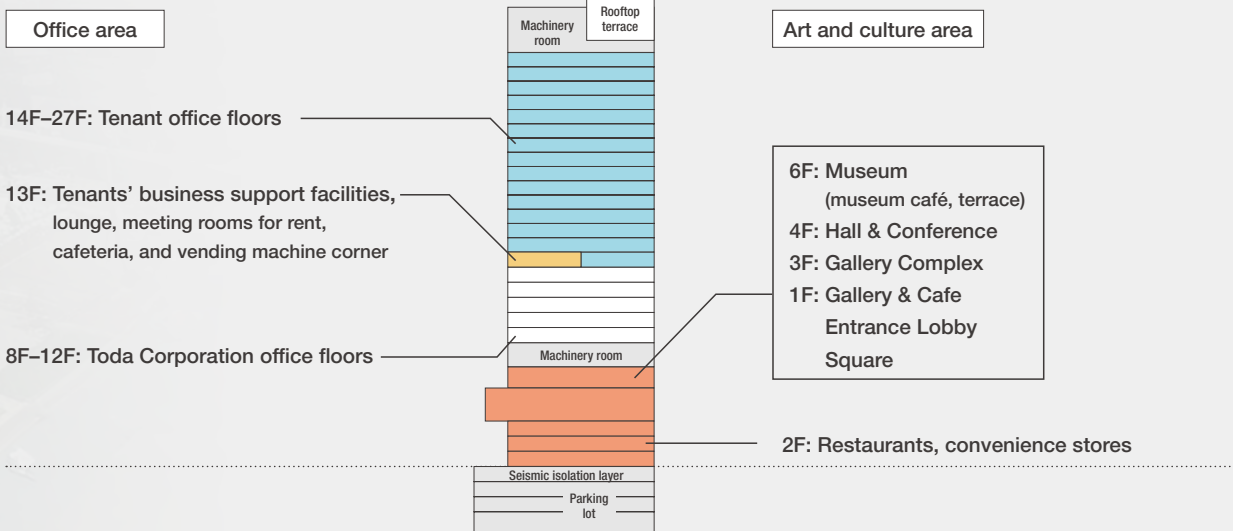 Office area
Machinery
room
Rooftop
terrace
Art and culture area
14F–27F: Tenant office floors
13F: Tenants’ business support facilities,
lounge, meeting rooms for rent,
cafeteria, and vending machine corner
8F–12F: Toda Corporation office floors
Machinery room
6F: Museum
(museum café, terrace)
4F: Hall & Conference
3F: Gallery Complex
1F: Gallery & Cafe
Entrance Lobby
Square
2F: Restaurants, convenience stores
Seismic isolation layer
Parking
lot